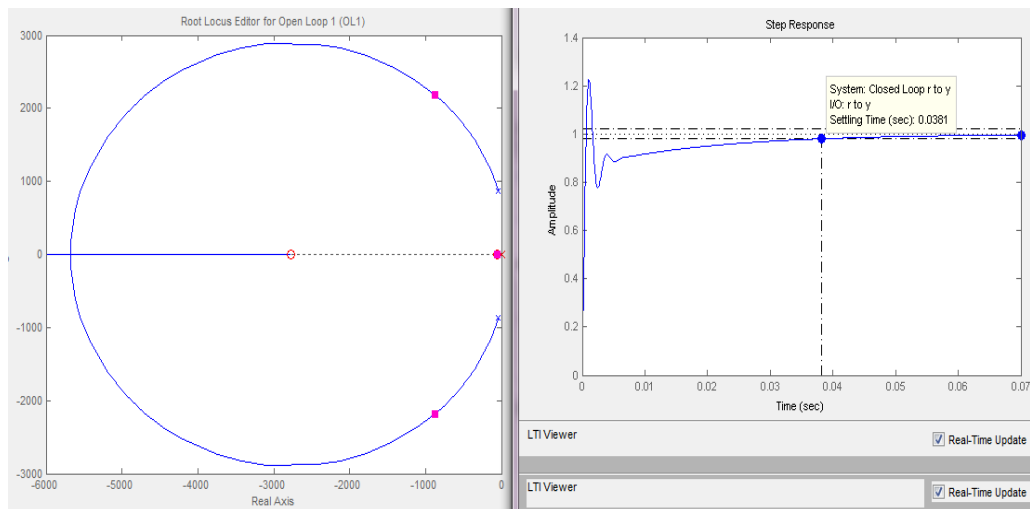 Root Locus Editor for Open Loop 1 (OL1)
3000
2000
1000
0
-1000
-2000
-3000
-6000 -5000 -4000 -3000 -2000 -1000 0
Real Axis
Step Response
1.4
1.2
1
0.8
0.6
0.4
0.2
0
Amplitude
System: Closed Loop r to y
I/O: r to y
Settling Time (sec): 0.0381
0 0.01 0.02 0.03 0.04 0.05 0.06 0.07
Time (sec)
LTI Viewer
Real-Time Update
LTI Viewer
Real-Time Update